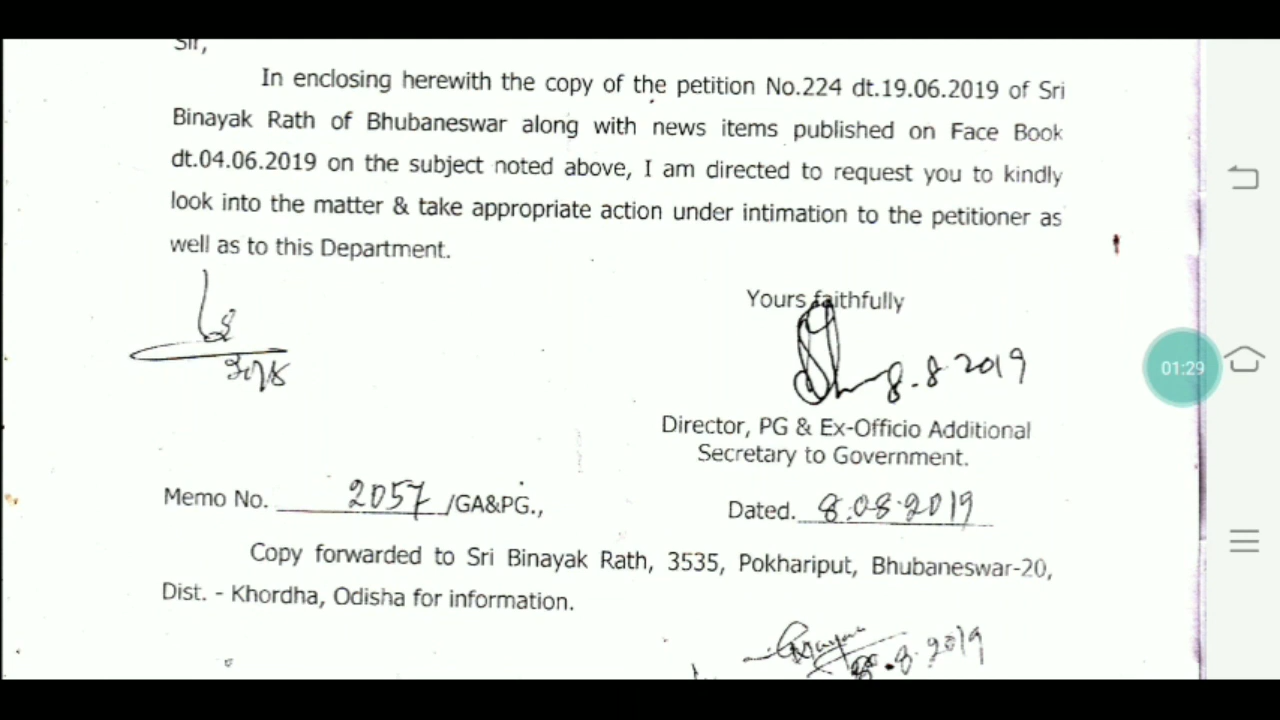 Sir,
In enclosing herewith the copy of the petition No.224 dt.19.06.2019 of Sri
Binayak Rath of Bhubaneswar along with news items published on Face Book
dt.04.06.2019 on the subject noted above, I am directed to request you to kindly
look into the matter & take appropriate action under intimation to the petitioner as
well as to this Department.
Yours faithfully
8.8.2019
01:29
Director, PG & Ex-Officio Additional
Secretary to Government.
Memo No. 2057 /GA&PG.,
Dated. 8.08.2019
Copy forwarded to Sri Binayak Rath, 3535, Pokhariput, Bhubaneswar-20,
Dist. - Khordha, Odisha for information.
.8.2019